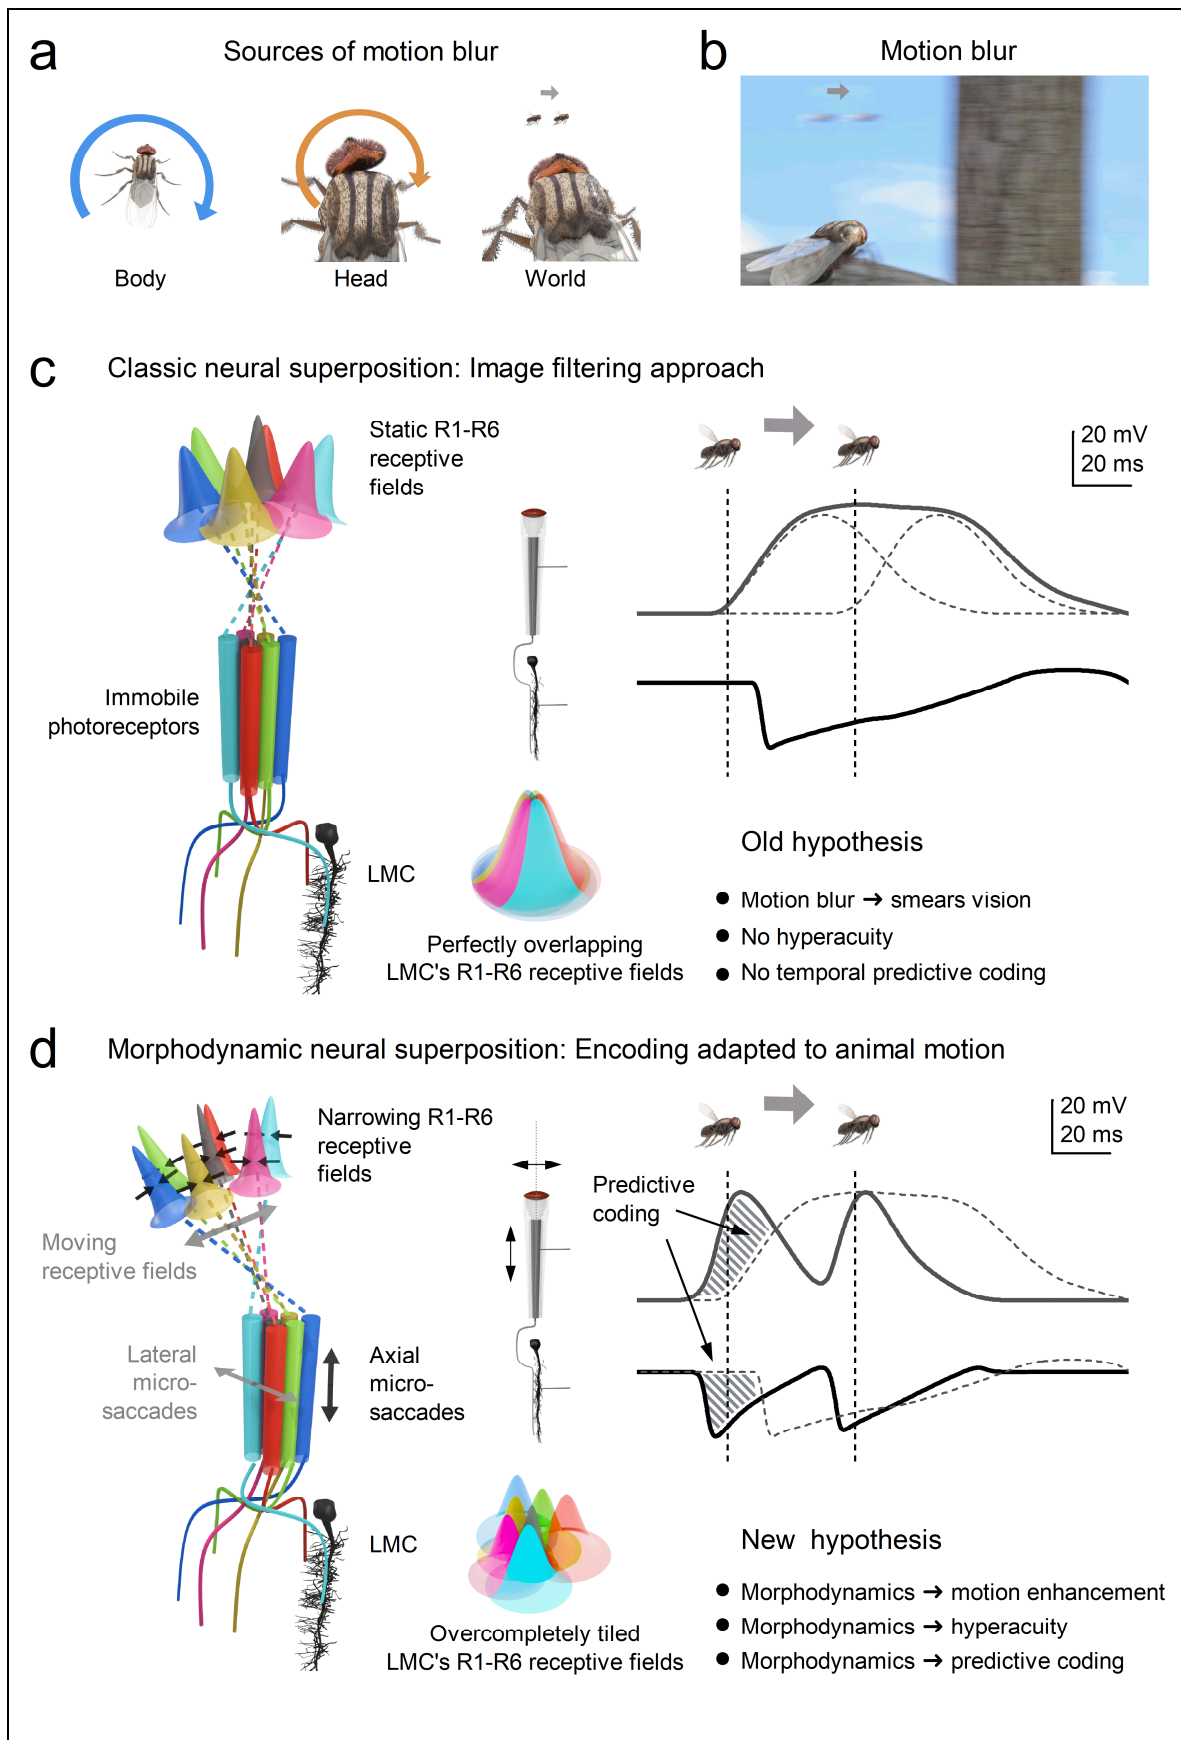 a
Sources of motion blur
Body
Head
World
b
Motion blur
c
Classic neural superposition: Image filtering approach
Static R1-R6
receptive
fields
Immobile
photoreceptors
LMC
Perfectly overlapping
LMC's R1-R6 receptive fields
20 mV
20 ms
Old hypothesis
● Motion blur ➜ smears vision
● No hyperacuity
● No temporal predictive coding
d
Morphodynamic neural superposition: Encoding adapted to animal motion
Narrowing R1-R6
receptive
fields
Moving
receptive fields
Lateral
micro-
saccades
Axial
micro-
saccades
LMC
Overcompletely tiled
LMC's R1-R6 receptive fields
Predictive
coding
20 mV
20 ms
New hypothesis
● Morphodynamics ➜ motion enhancement
● Morphodynamics ➜ hyperacuity
● Morphodynamics ➜ predictive coding